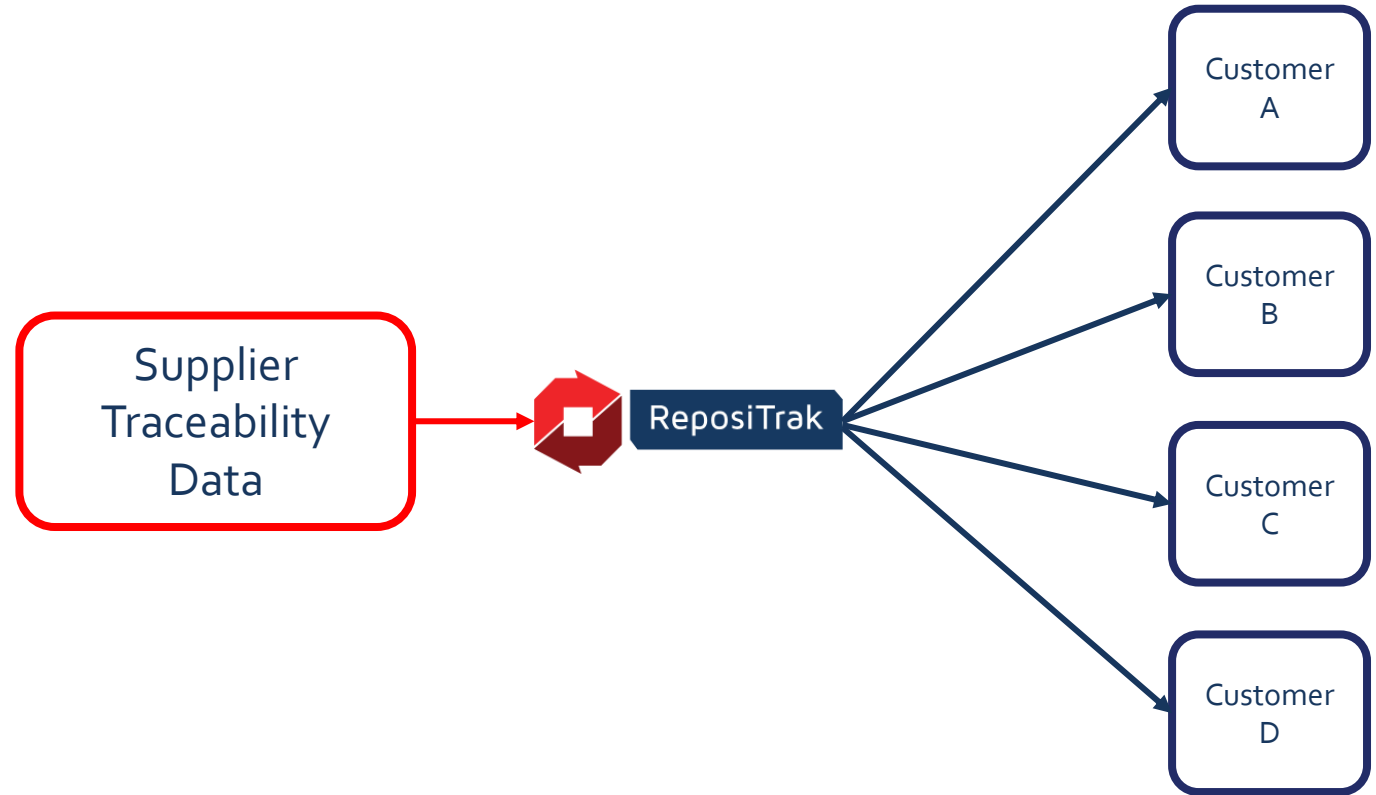 Supplier
Traceability
Data
ReposiTrak
Customer
A
Customer
B
Customer
C
Customer
D